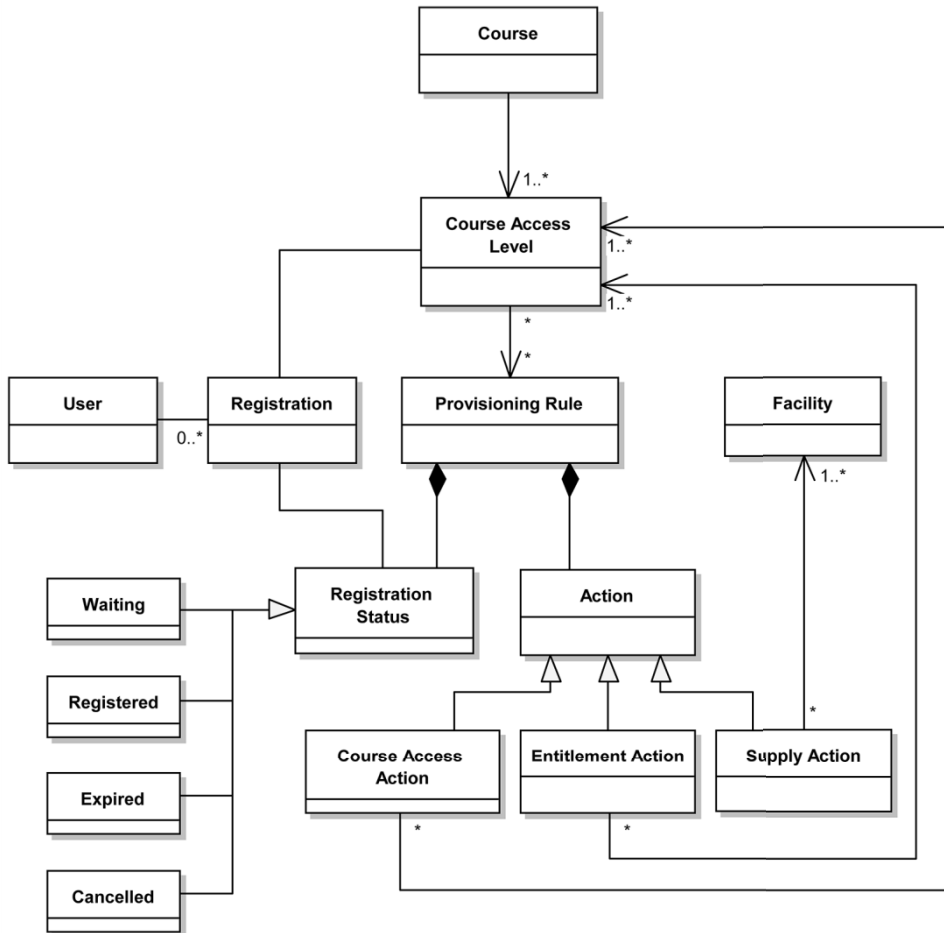 Course
1..*
Course Access
Level
1..*
1..*
*
*
User
0..*
Registration
Provisioning Rule
Facility
1..*
Waiting
Registration
Status
Action
Registered
*
Course Access
Action
Entitlement Action
Supply Action
Expired
*
*
Cancelled